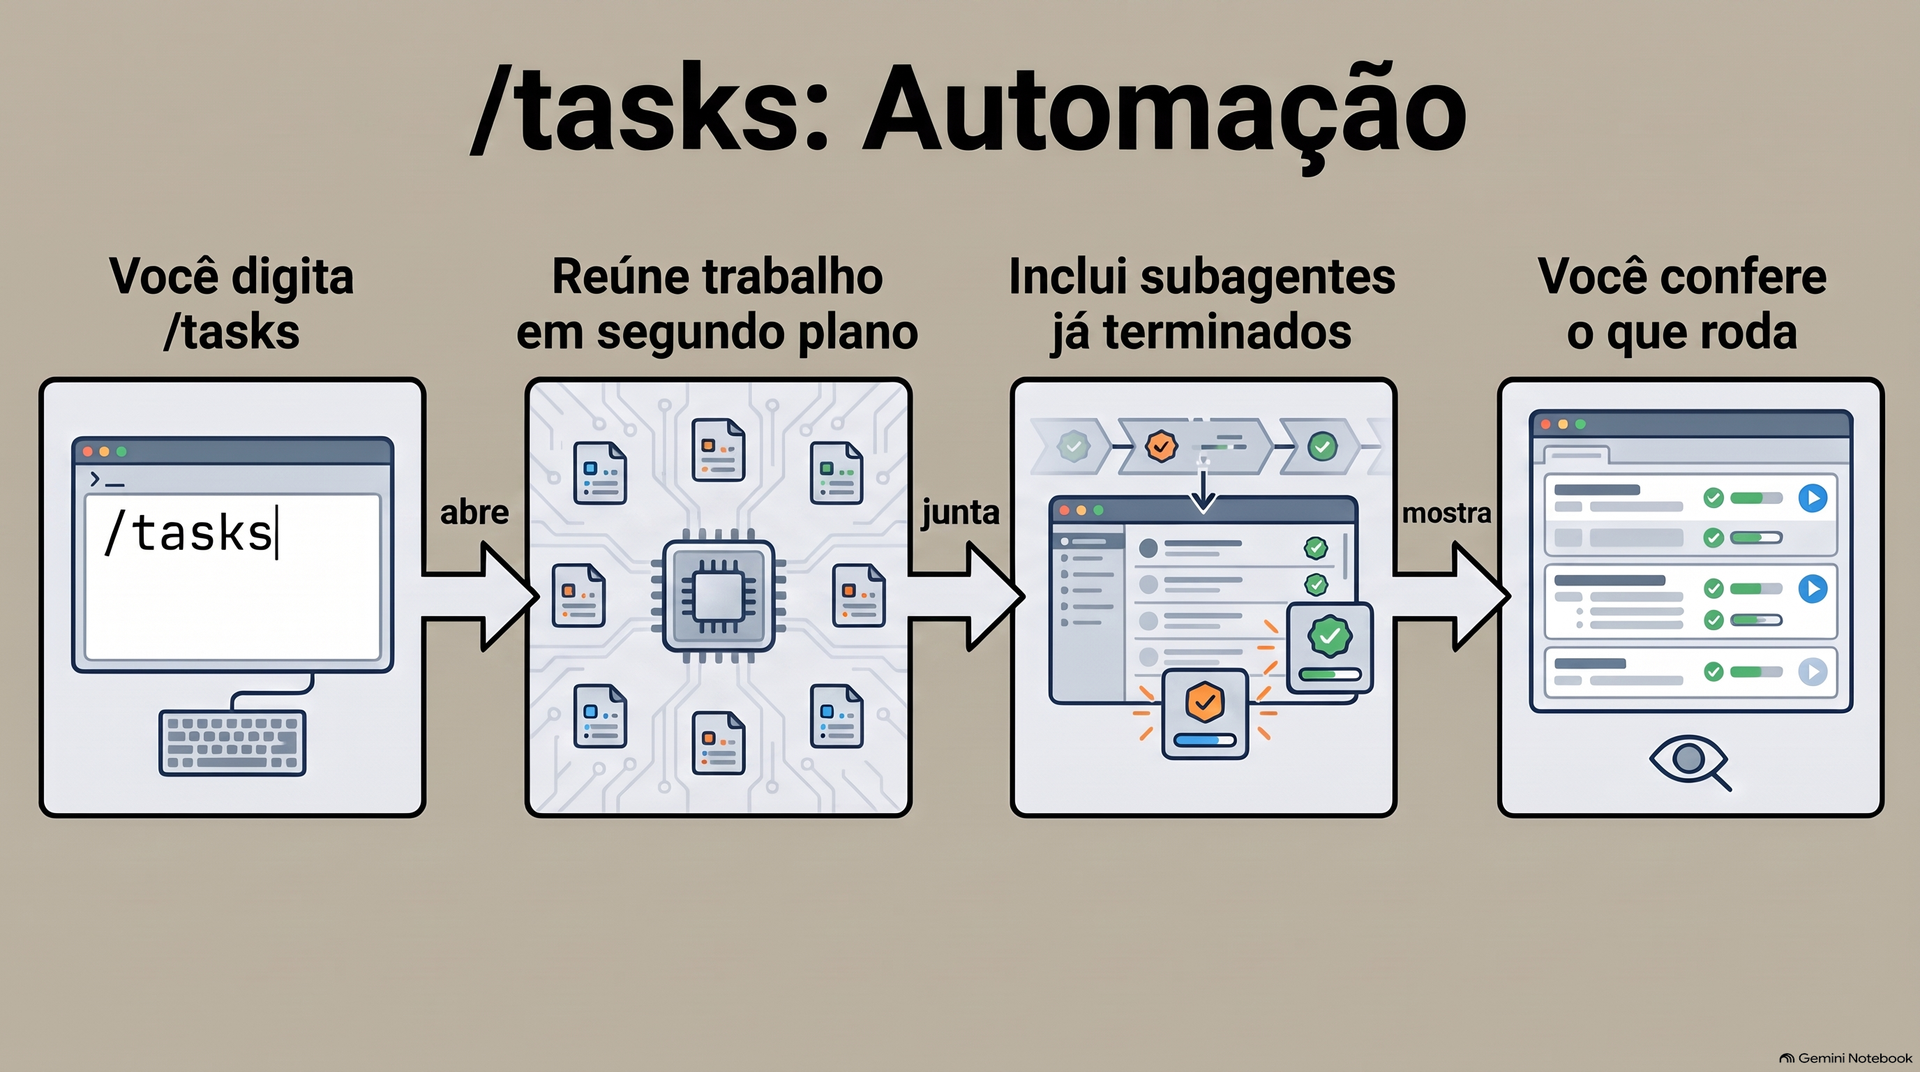 /tasks: Automação
Você digita
/tasks
Reúne trabalho
em segundo plano
Inclui subagentes
já terminados
Você confere
o que roda
>_
/tasks
abre
junta
mostra
Gemini Notebook